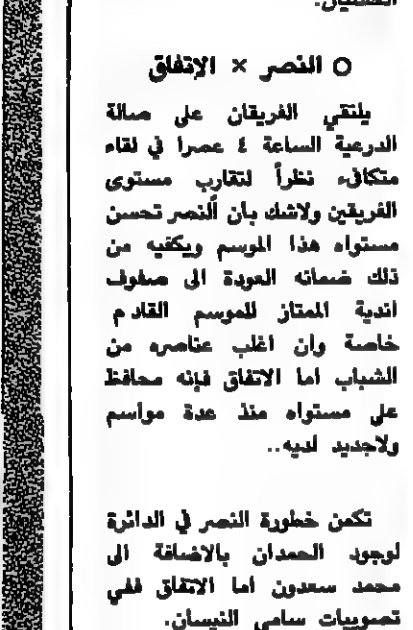 ○ النصر × الإتفاق
يلتقي الفريقان على صالة
الدرعية الساعة ٤ عصرا في لقاء
متكافىء نظراً لتقارب مستوى
الفريقين ولاشك بان النصر تحسن
مستواه هذا الموسم ويكفيه من
ذلك ضمانه العودة الى صفوف
اندية الممتاز للموسم القادم
خاصة وان اغلب عناصره من
الشباب اما الاتفاق فإنه محافظ
على مستواه منذ عدة مواسم
ولاجديد لديه..
تكمن خطورة النصر في الدائرة
لوجود الحمدان بالاضافة الى
محمد سعدون اما الاتفاق ففي
تصويبات سامي النيسان.